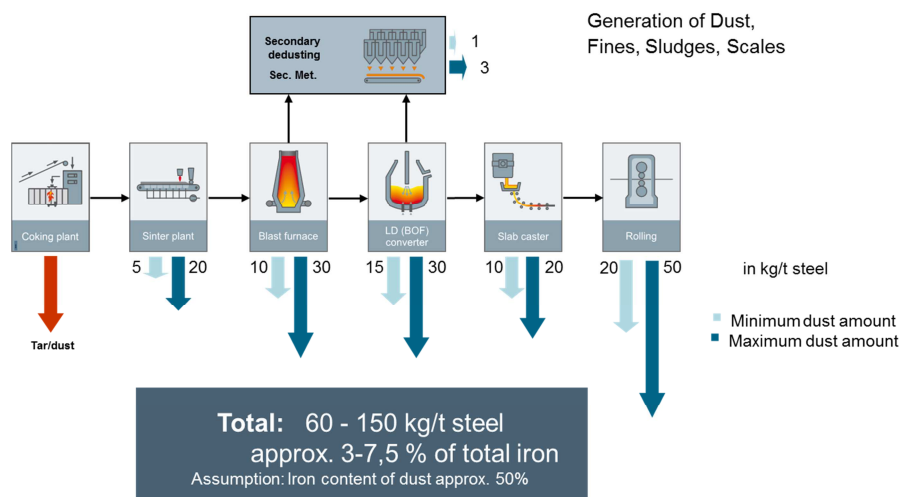 Generation of Dust,
Fines, Sludges, Scales
Secondary
dedusting
Sec. Met.
1
3
Coking plant
Sinter plant
Blast furnace
LD (BOF)
converter
Slab caster
Rolling
5
20
10
30
15
30
10
20
20
50
in kg/t steel
Tar/dust
Minimum dust amount
Maximum dust amount
Total: 60 - 150 kg/t steel
approx. 3-7,5 % of total iron
Assumption: Iron content of dust approx. 50%